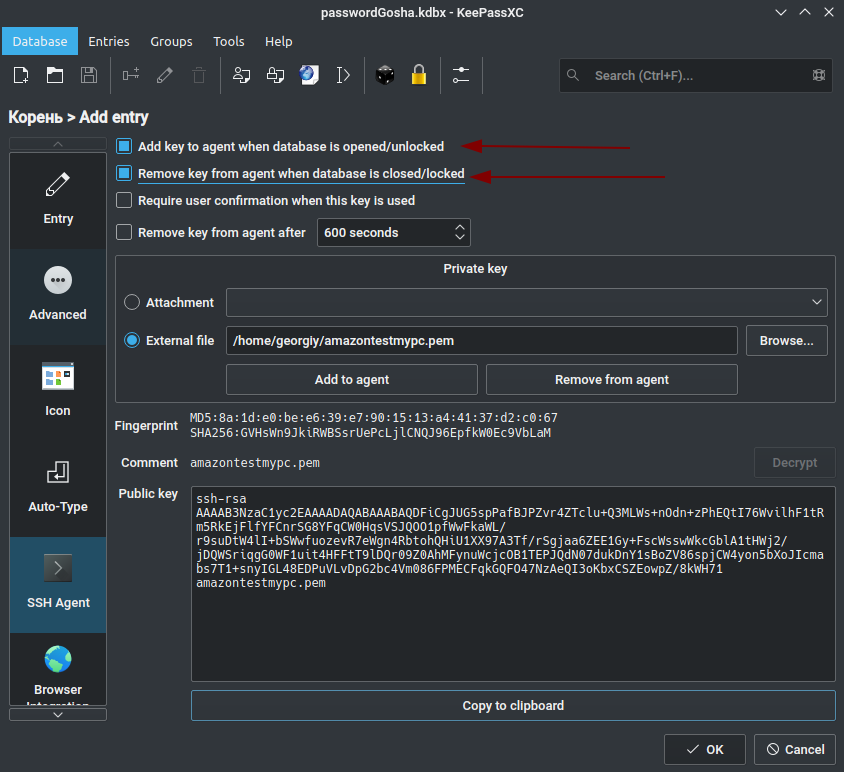 passwordGosha.kdbx - KeePassXC
Database Entries Groups Tools Help
Search (Ctrl+F)...
Корень > Add entry
Entry
Advanced
Icon
Auto-Type
SSH Agent
Browser
Integration
Add key to agent when database is opened/unlocked
Remove key from agent when database is closed/locked
Require user confirmation when this key is used
Remove key from agent after 600 seconds
Private key
Attachment
External file /home/georgiy/amazontestmypc.pem Browse...
Add to agent Remove from agent
Fingerprint MD5:8a:1d:e0:be:e6:39:e7:90:15:13:a4:41:37:d2:c0:67
SHA256:GVHsWn9JkiRWBSsrUePcLjlCNQJ96EpfkW0Ec9VbLaM
Comment amazontestmypc.pem Decrypt
Public key
ssh-rsa
AAAAB3NzaC1yc2EAAAADAQABAAABAQDFiCgJUG5spPafBJPZvr4ZTclu+Q3MLWs+nOdn+zPhEQtI76WvilhF1tR
m5RkEjFlfYFCnrSG8YFqCW0HqsVSJQOO1pfWwFkaWL/
r9suDtW4lI+bSWwfuozevR7eWgn4RbtohQHiU1XX97A3Tf/rSgjaa6ZEE1Gy+FscWsswWkcGblA1tHWj2/
jDQWSriqgG0WF1uit4HFFtT9lDQr09Z0AhMFynuWcjcOB1TEPJQdN07dukDnY1sBoZV86spjCW4yon5bXoJIcma
bs7T1+snyIGL48EDPuVLvDpG2bc4Vm086FPMECFqkGQFO47NzAeQI3oKbxCSZEowpZ/8kWH71
amazontestmypc.pem
Copy to clipboard
OK Cancel